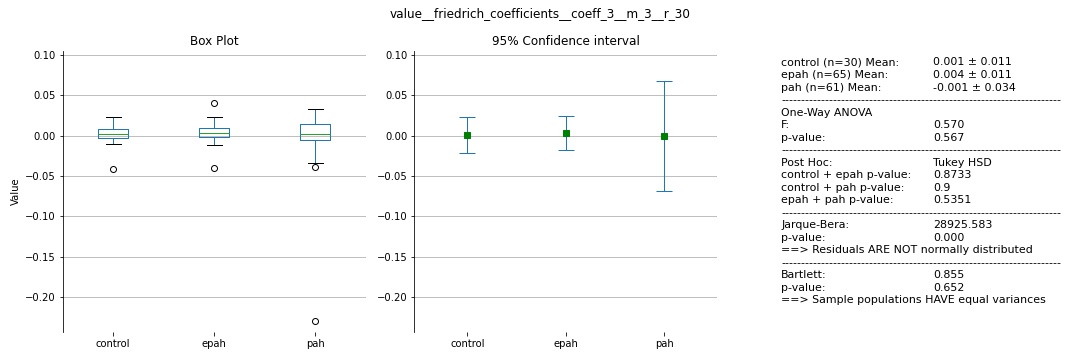 value__friedrich_coefficients__coeff_3__m_3__r_30
Box Plot
0.10
0.05
0.00
−0.05
−0.10
−0.15
−0.20
Value
control
epah
pah
95% Confidence interval
0.10
0.05
0.00
−0.05
−0.10
−0.15
−0.20
control
epah
pah
control (n=30) Mean: 0.001 ± 0.011
epah (n=65) Mean: 0.004 ± 0.011
pah (n=61) Mean: -0.001 ± 0.034
One-Way ANOVA
F: 0.570
p-value: 0.567
Post Hoc: Tukey HSD
control + epah p-value: 0.8733
control + pah p-value: 0.9
epah + pah p-value: 0.5351
Jarque-Bera: 28925.583
p-value: 0.000
==> Residuals ARE NOT normally distributed
Bartlett: 0.855
p-value: 0.652
==> Sample populations HAVE equal variances